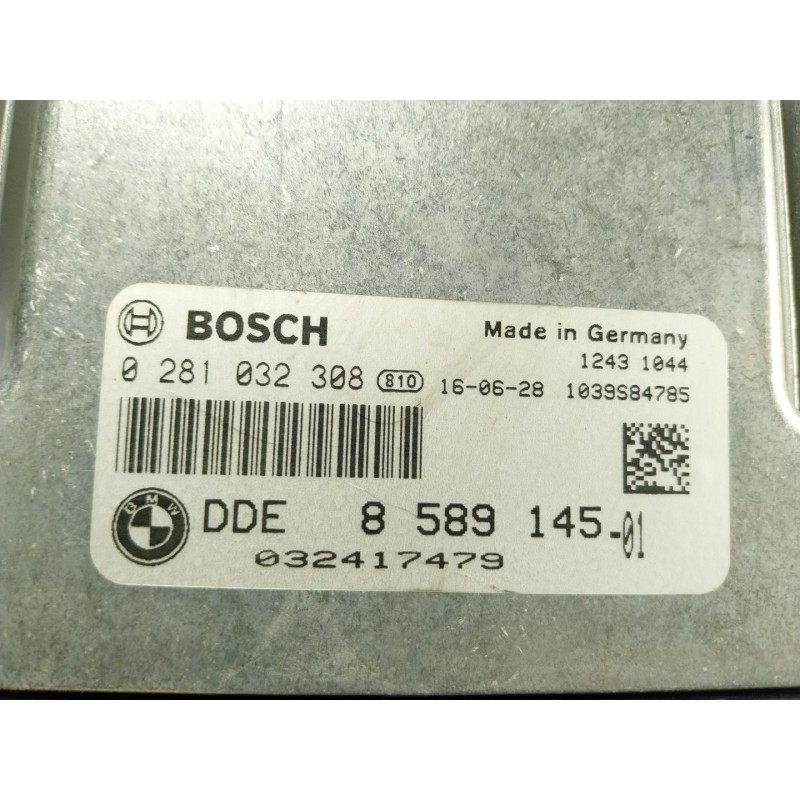 BOSCH
Made in Germany
1243 1044
0 281 032 308 810 16-06-28 1039S84785
BMW
DDE 8 589 145-01
032417479